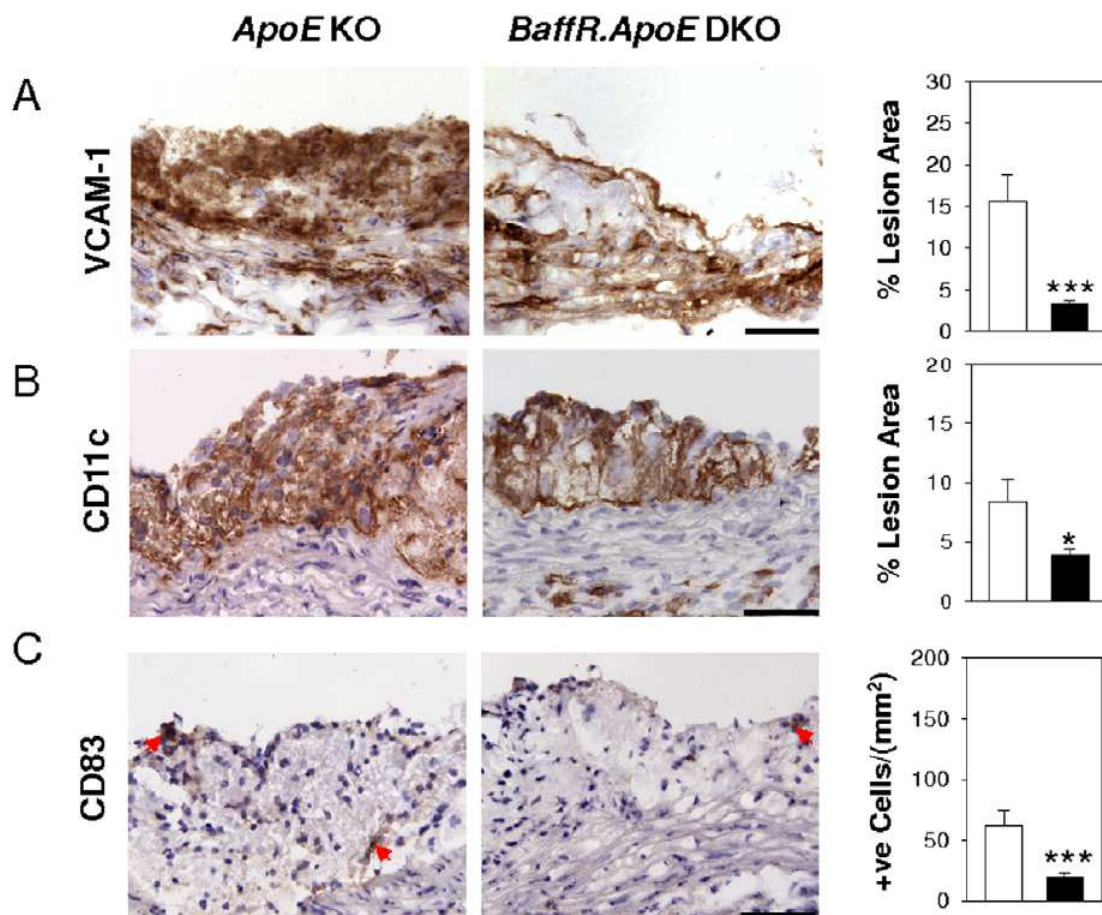 ApoE KO
BaffR.ApoE DKO
A
VCAM-1
% Lesion Area
30
25
20
15
10
5
0
***
B
CD11c
% Lesion Area
20
15
10
5
0
*
C
CD83
+ve Cells/(mm²)
200
150
100
50
0
***